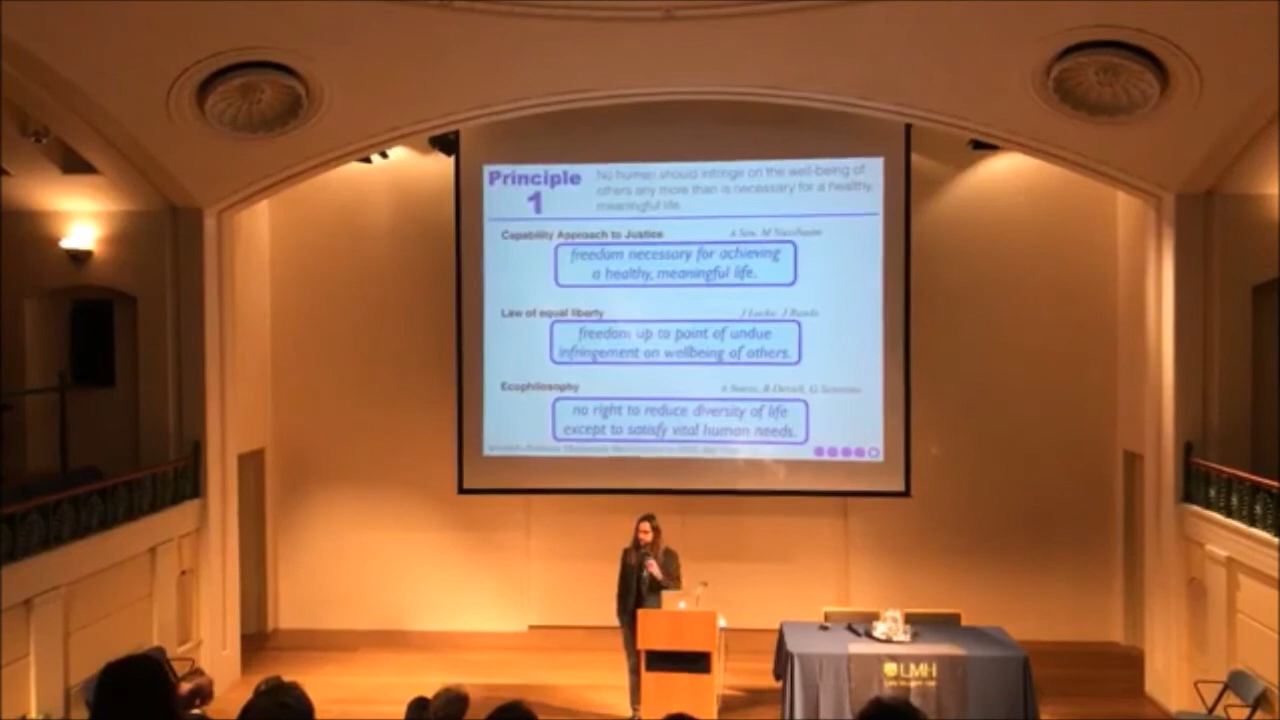 Principle
1
No human should infringe on the well-being of
others any more than is necessary for a healthy,
meaningful life.
Capability Approach to Justice
A Sen, M Nussbaum
freedom necessary for achieving
a healthy, meaningful life.
Law of equal liberty
J Locke, J Rawls
freedom up to point of undue
infringement on wellbeing of others.
Ecophilosophy
no right to reduce diversity of life
except to satisfy vital human needs.
LMH